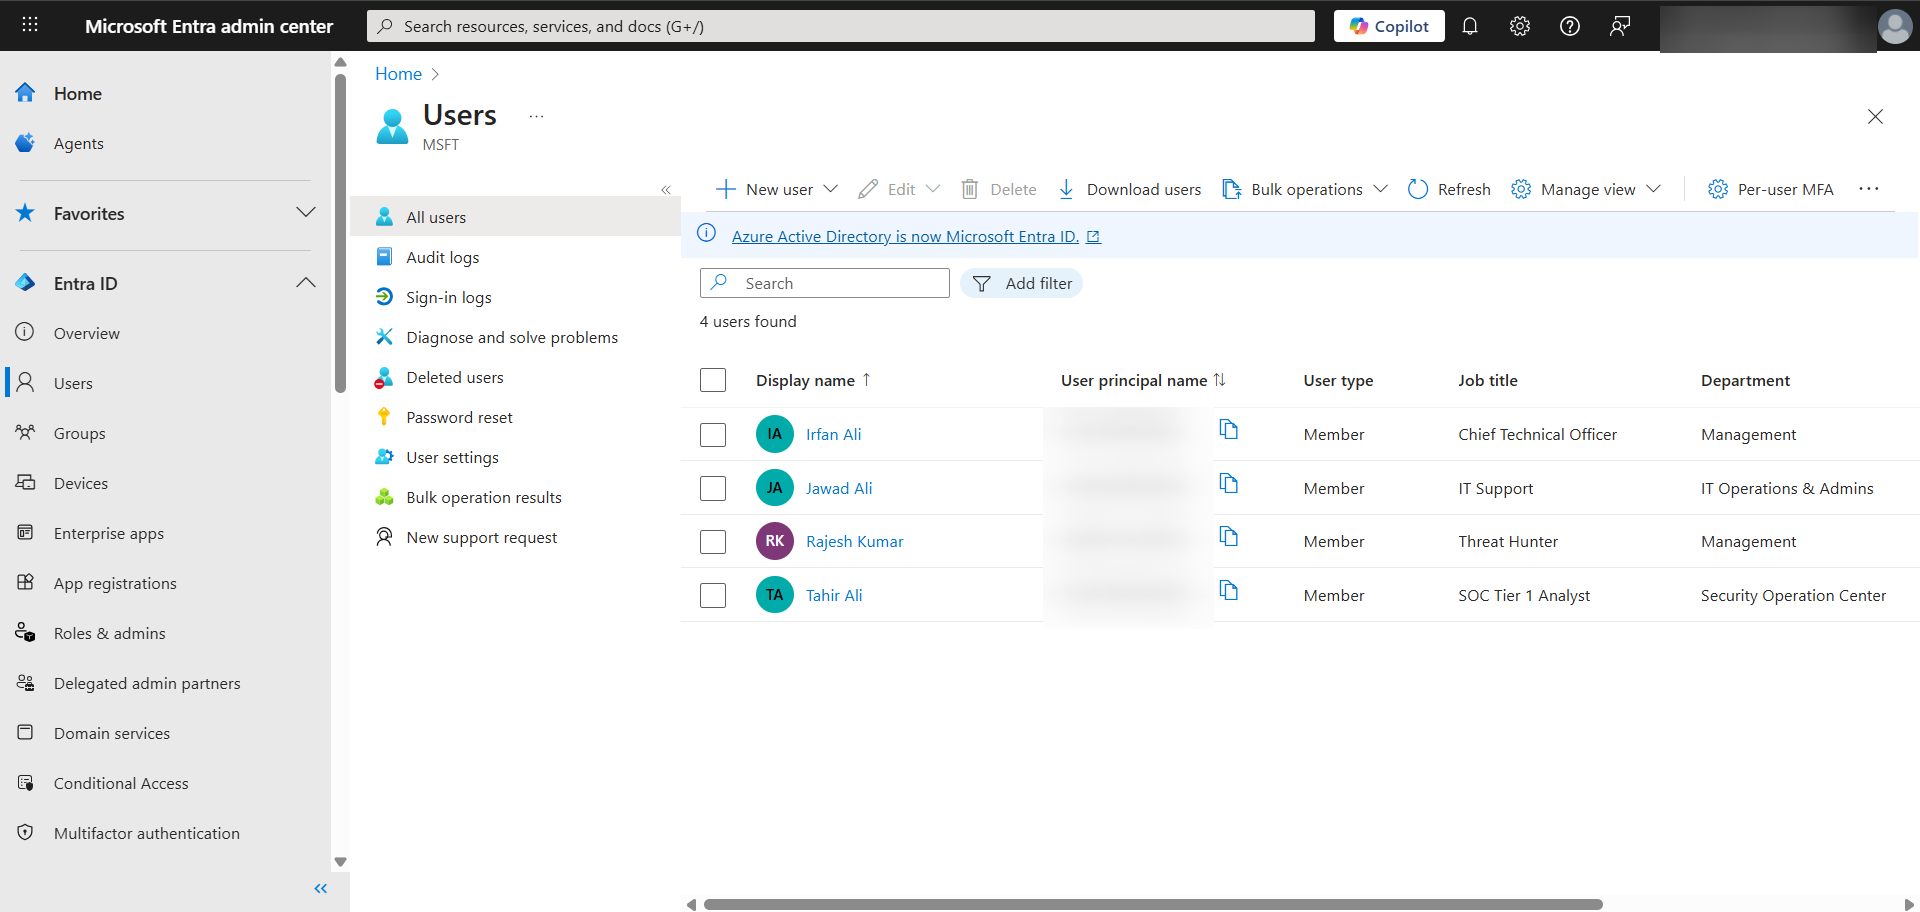 Microsoft Entra admin center
Search resources, services, and docs (G+/)
Copilot
Home
Agents
Favorites
Entra ID
Overview
Users
Groups
Devices
Enterprise apps
App registrations
Roles & admins
Delegated admin partners
Domain services
Conditional Access
Multifactor authentication
Home
Users
MSFT
All users
Audit logs
Sign-in logs
Diagnose and solve problems
Deleted users
Password reset
User settings
Bulk operation results
New support request
New user Edit Delete Download users Bulk operations Refresh Manage view Per-user MFA
Azure Active Directory is now Microsoft Entra ID.
Search Add filter
4 users found
Display name User principal name User type Job title Department
IA Irfan Ali Member Chief Technical Officer Management
JA Jawad Ali Member IT Support IT Operations & Admins
RK Rajesh Kumar Member Threat Hunter Management
TA Tahir Ali Member SOC Tier 1 Analyst Security Operation Center